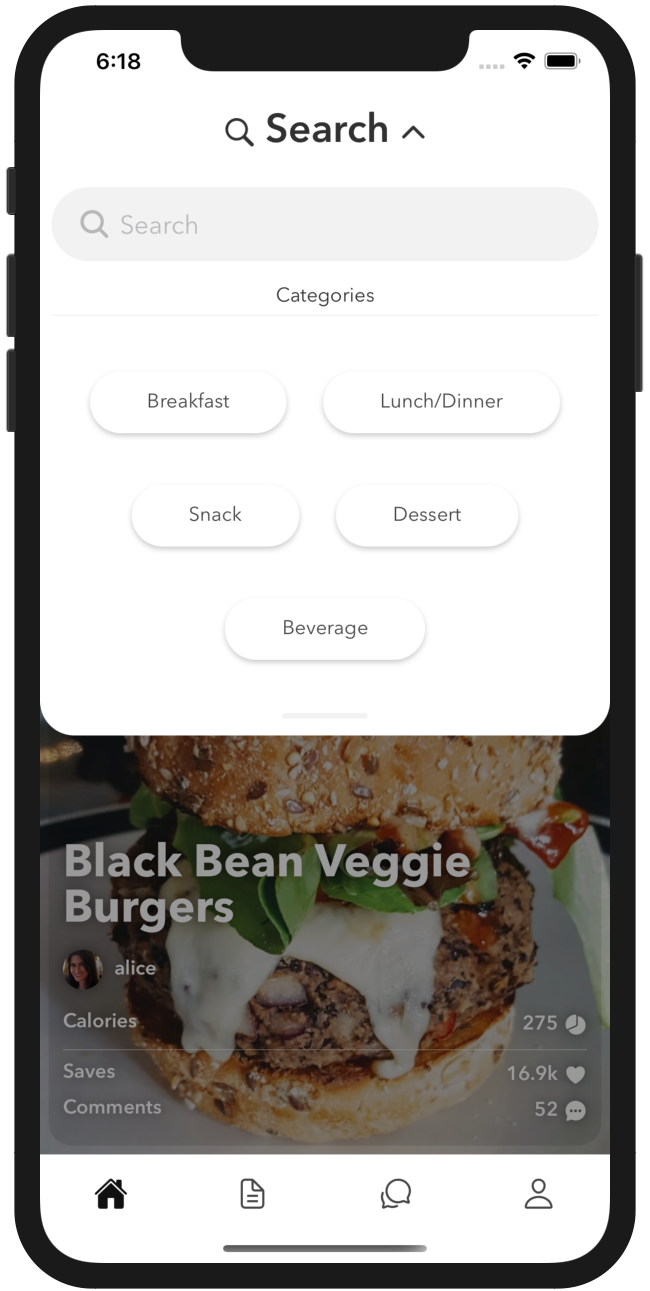 6:18
Search
Search
Categories
Breakfast Lunch/Dinner
Snack Dessert
Beverage
Black Bean Veggie
Burgers
alice
Calories 275
Saves 16.9k
Comments 52